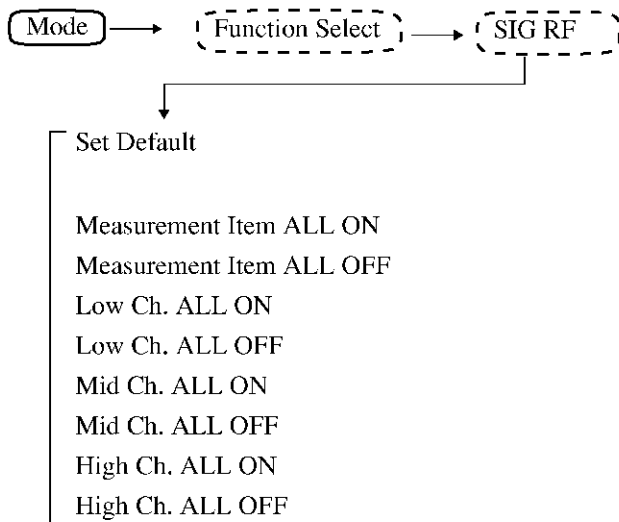 Mode Function Select SIG RF
Set Default
Measurement Item ALL ON
Measurement Item ALL OFF
Low Ch. ALL ON
Low Ch. ALL OFF
Mid Ch. ALL ON
Mid Ch. ALL OFF
High Ch. ALL ON
High Ch. ALL OFF